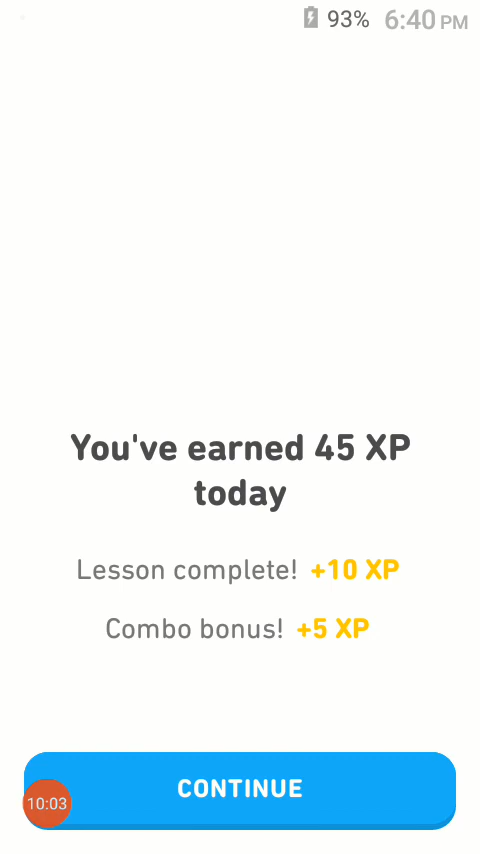 93% 6:40 PM
You've earned 45 XP
today
Lesson complete! +10 XP
Combo bonus! +5 XP
CONTINUE
10:03